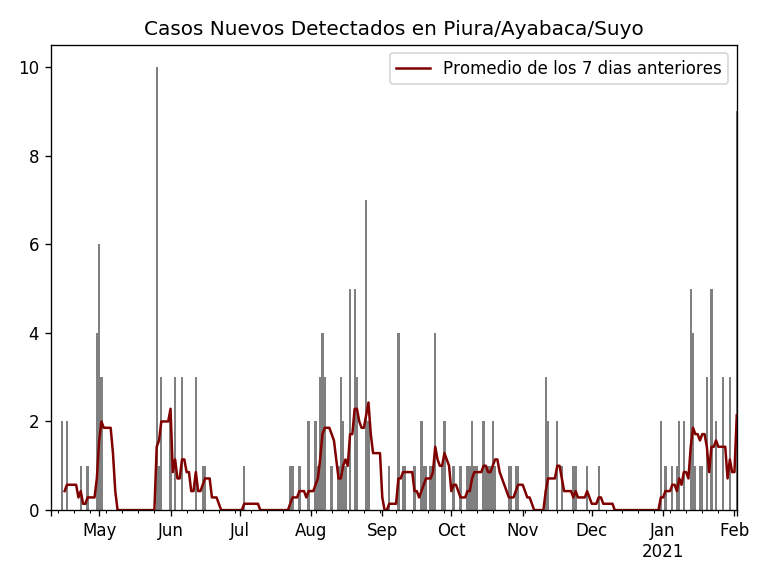 Casos Nuevos Detectados en Piura/Ayabaca/Suyo
Promedio de los 7 dias anteriores
10
8
6
4
2
0
May Jun Jul Aug Sep Oct Nov Dec Jan Feb
2021